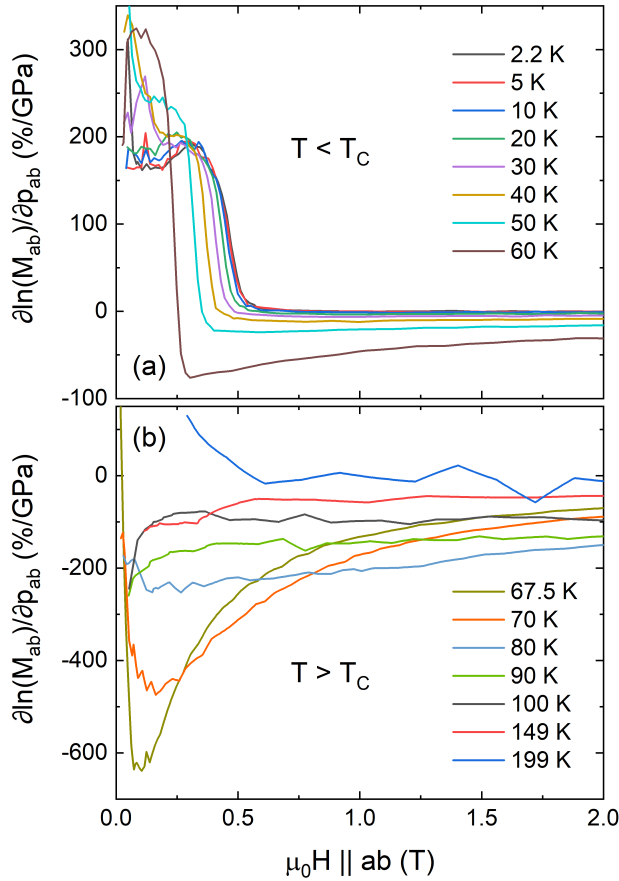 ∂ln(M_ab)/∂p_ab (%/GPa)
300
200
100
0
-100
T < T_C
2.2 K
5 K
10 K
20 K
30 K
40 K
50 K
60 K
(a)
∂ln(M_ab)/∂p_ab (%/GPa)
0
-200
-400
-600
(b)
T > T_C
67.5 K
70 K
80 K
90 K
100 K
149 K
199 K
0.0 0.5 1.0 1.5 2.0
μ₀H || ab (T)